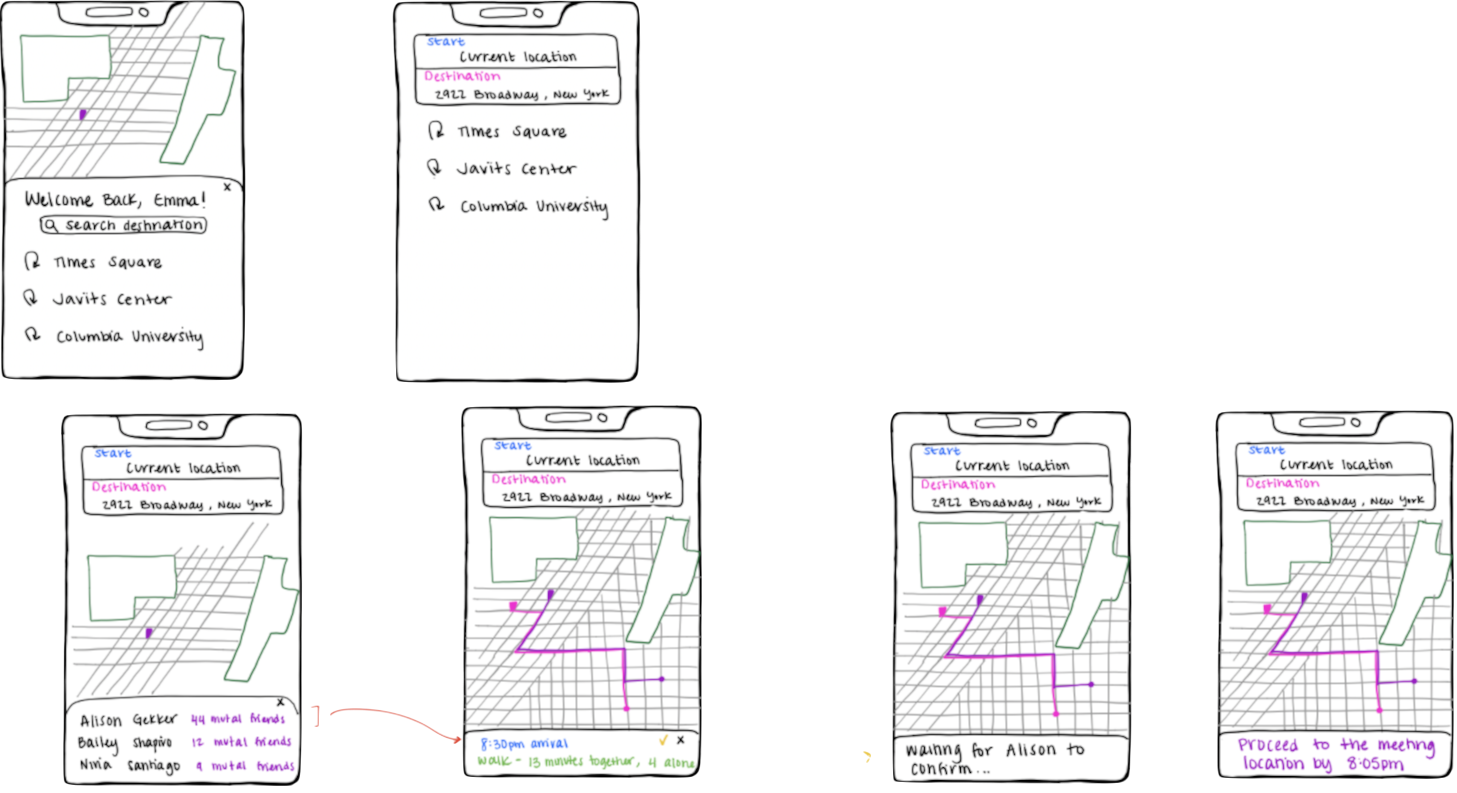 Welcome Back, Emma!
x
search destination
Times Square
Javits Center
Columbia University
Start
Current location
Destination
2922 Broadway, New York
Times Square
Javits Center
Columbia University
Start
Current location
Destination
2922 Broadway, New York
x
Alison Gekker 44 mutal friends
Bailey Shapiro 12 mutal friends
Nina Santiago 9 mutal friends
Start
Current location
Destination
2922 Broadway, New York
8:30pm arrival ✓ x
walk - 13 minutes together, 4 alone
Start
Current location
Destination
2922 Broadway, New York
waiting for Alison to
confirm...
Start
Current location
Destination
2922 Broadway, New York
Proceed to the meeting
location by 8:05pm